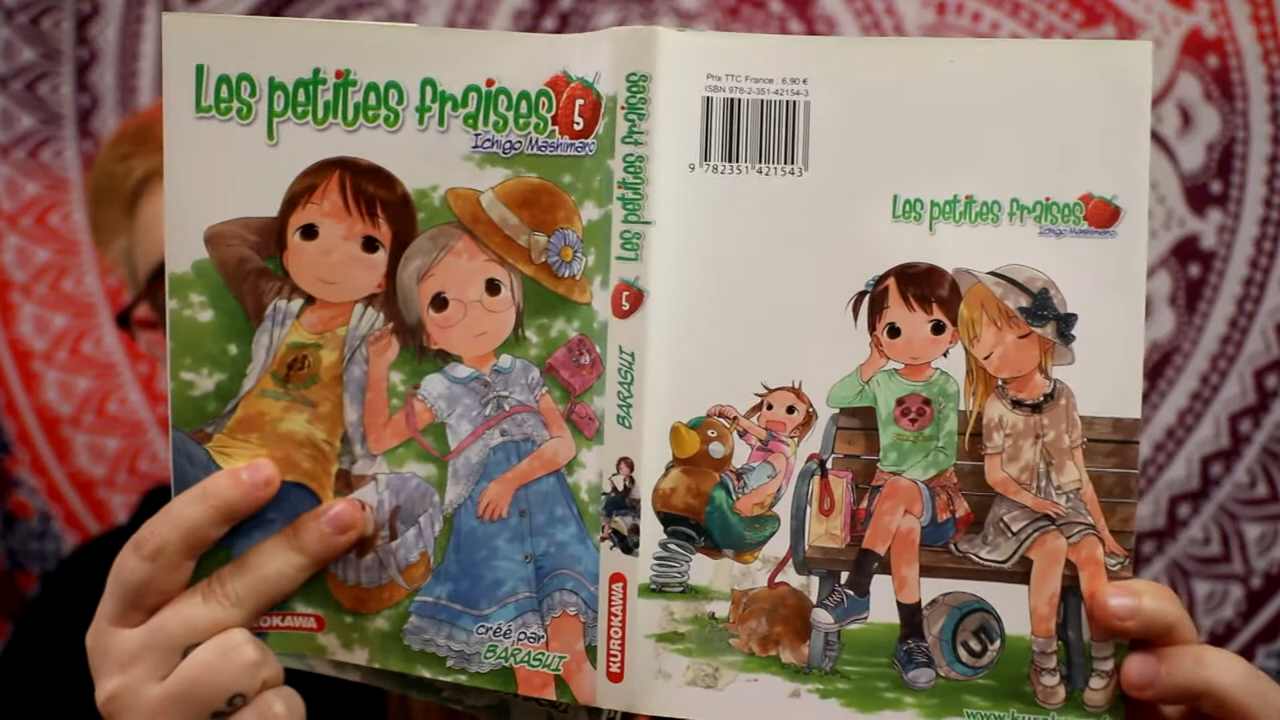 Les petites fraises
5
Ichigo Mashimaro
KUROKAWA
créé par
BARASUI
Les petites fraises
5
BARASUI
KUROKAWA
Prix TTC France : 6,90 €
ISBN 978-2-351-42154-3
9 782351 421543
Les petites fraises
Ichigo Mashimaro
5